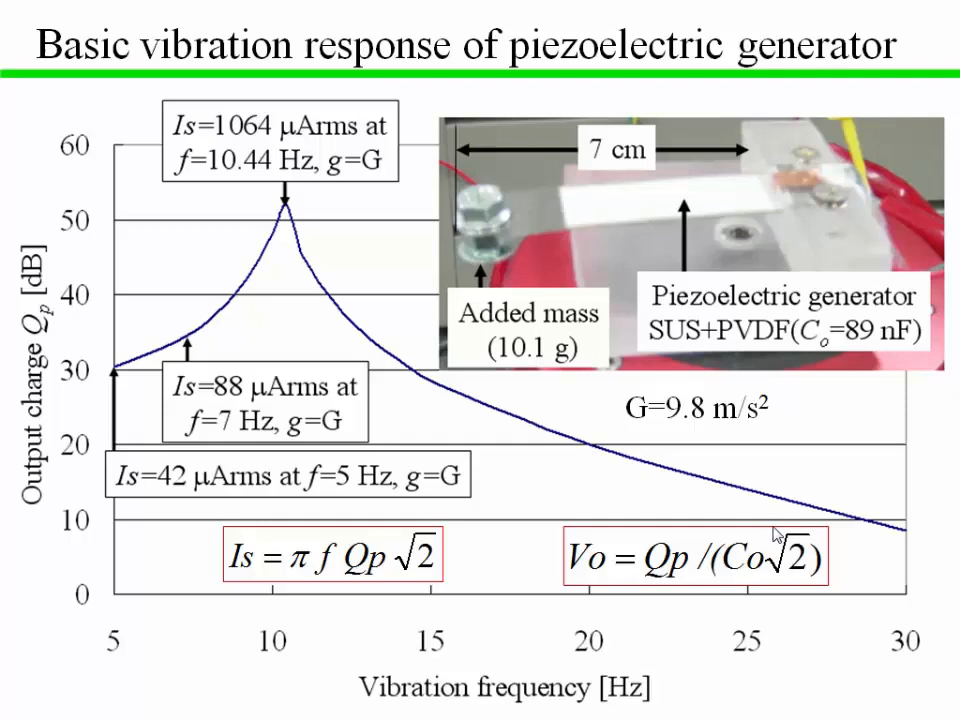 Basic vibration response of piezoelectric generator
Is=1064 µArms at
f=10.44 Hz, g=G
7 cm
Added mass
(10.1 g)
Piezoelectric generator
SUS+PVDF(Co=89 nF)
Is=88 µArms at
f=7 Hz, g=G
G=9.8 m/s²
Is=42 µArms at f=5 Hz, g=G
Is = π f Qp √2
Vo = Qp /(Co√2)
Output charge Qp [dB]
60
50
40
30
20
10
0
5 10 15 20 25 30
Vibration frequency [Hz]